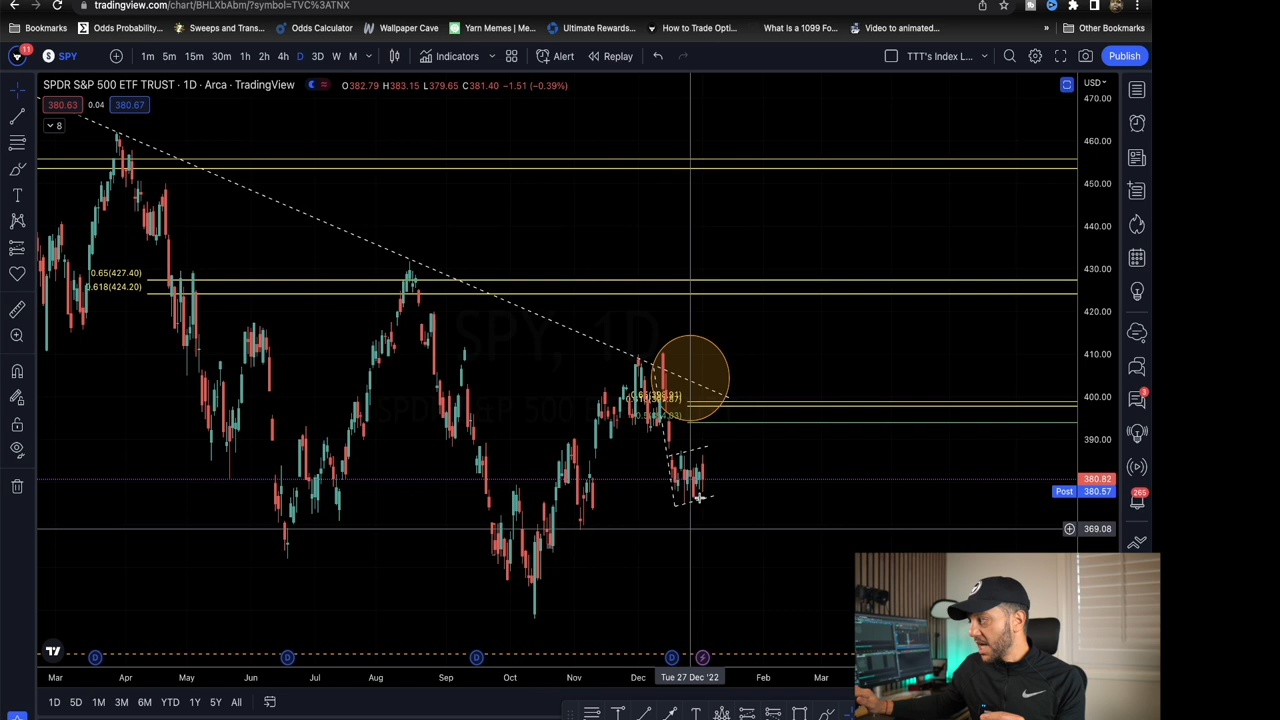 tradingview.com/chart/BHLXbAbm/?symbol=TVC%3ATNX
Bookmarks Odds Probability... Sweeps and Trans... Odds Calculator Wallpaper Cave Yarn Memes | Me... Ultimate Rewards... How to Trade Opti... What Is a 1099 Fo... Video to animated... » Other Bookmarks
11 S SPY 1m 5m 15m 30m 1h 2h 4h D 3D W M Indicators Alert Replay TTT's Index L... Publish
SPDR S&P 500 ETF TRUST · 1D · Arca · TradingView O382.79 H383.15 L379.65 C381.40 −1.51 (−0.39%) USD
380.63 0.04 380.67
8
470.00
460.00
450.00
440.00
430.00
420.00
410.00
400.00
390.00
380.82
Post 380.57
369.08
0.65(427.40)
0.618(424.20)
SPY, 1D
265
D D D D
Mar Apr May Jun Jul Aug Sep Oct Nov Dec Tue 27 Dec '22 Feb Mar
1D 5D 1M 3M 6M YTD 1Y 5Y All